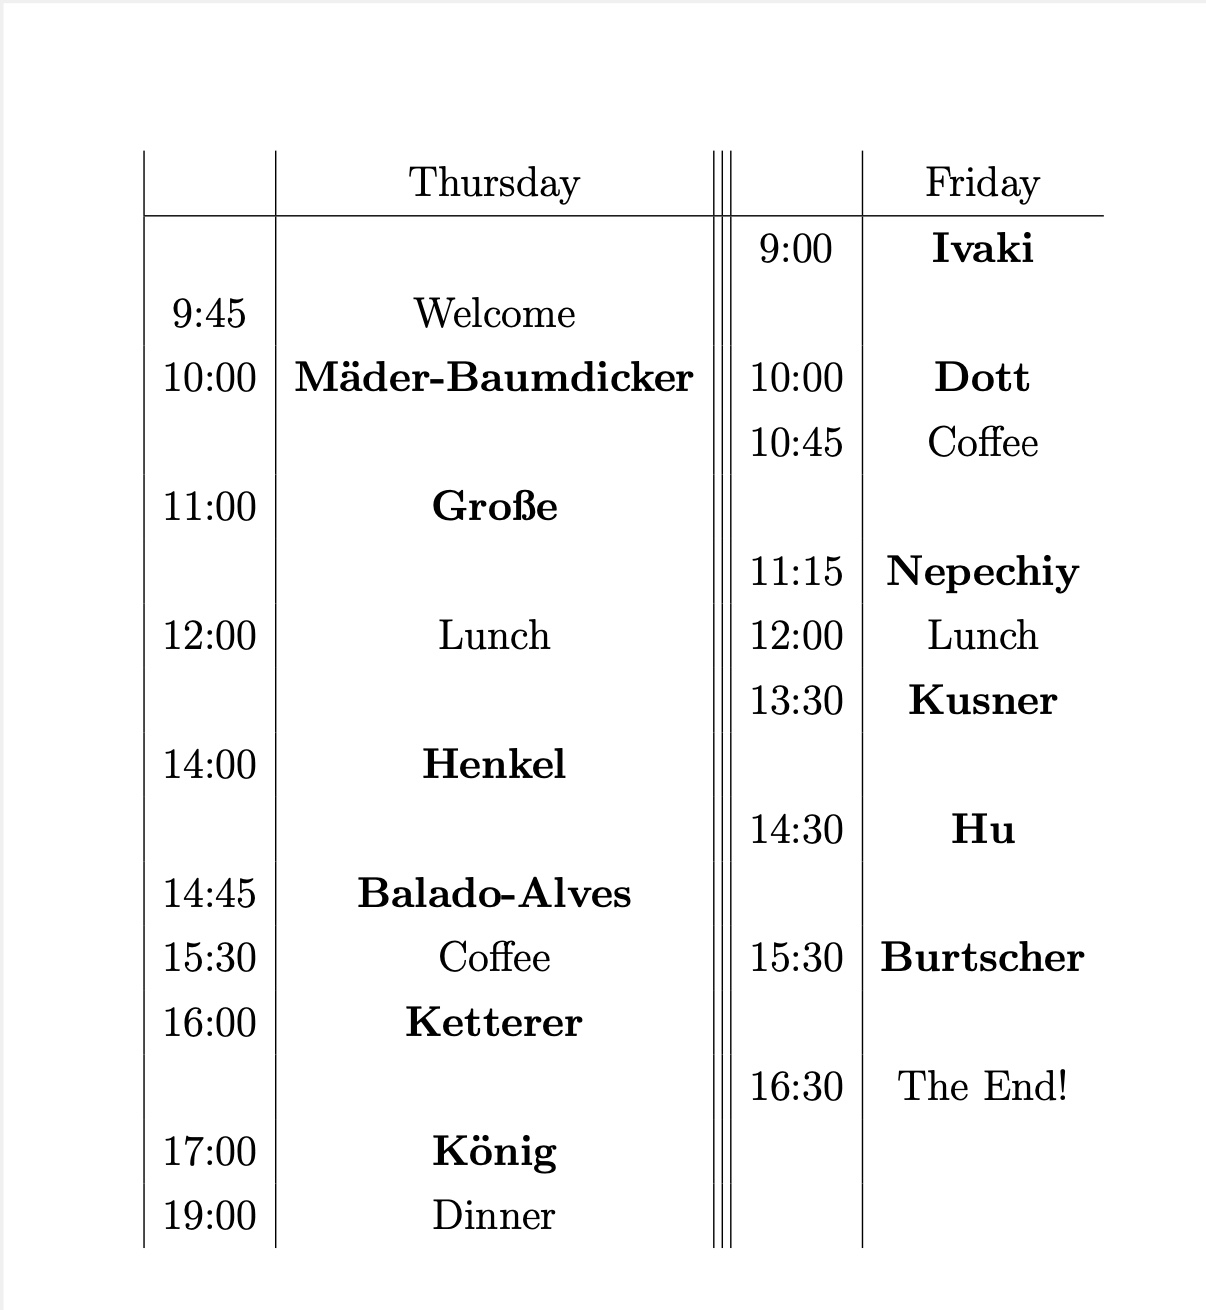 Thursday Friday
9:00 Ivaki
9:45 Welcome
10:00 Mäder-Baumdicker 10:00 Dott
10:45 Coffee
11:00 Große
11:15 Nepechiy
12:00 Lunch 12:00 Lunch
13:30 Kusner
14:00 Henkel
14:30 Hu
14:45 Balado-Alves
15:30 Coffee 15:30 Burtscher
16:00 Ketterer
16:30 The End!
17:00 König
19:00 Dinner